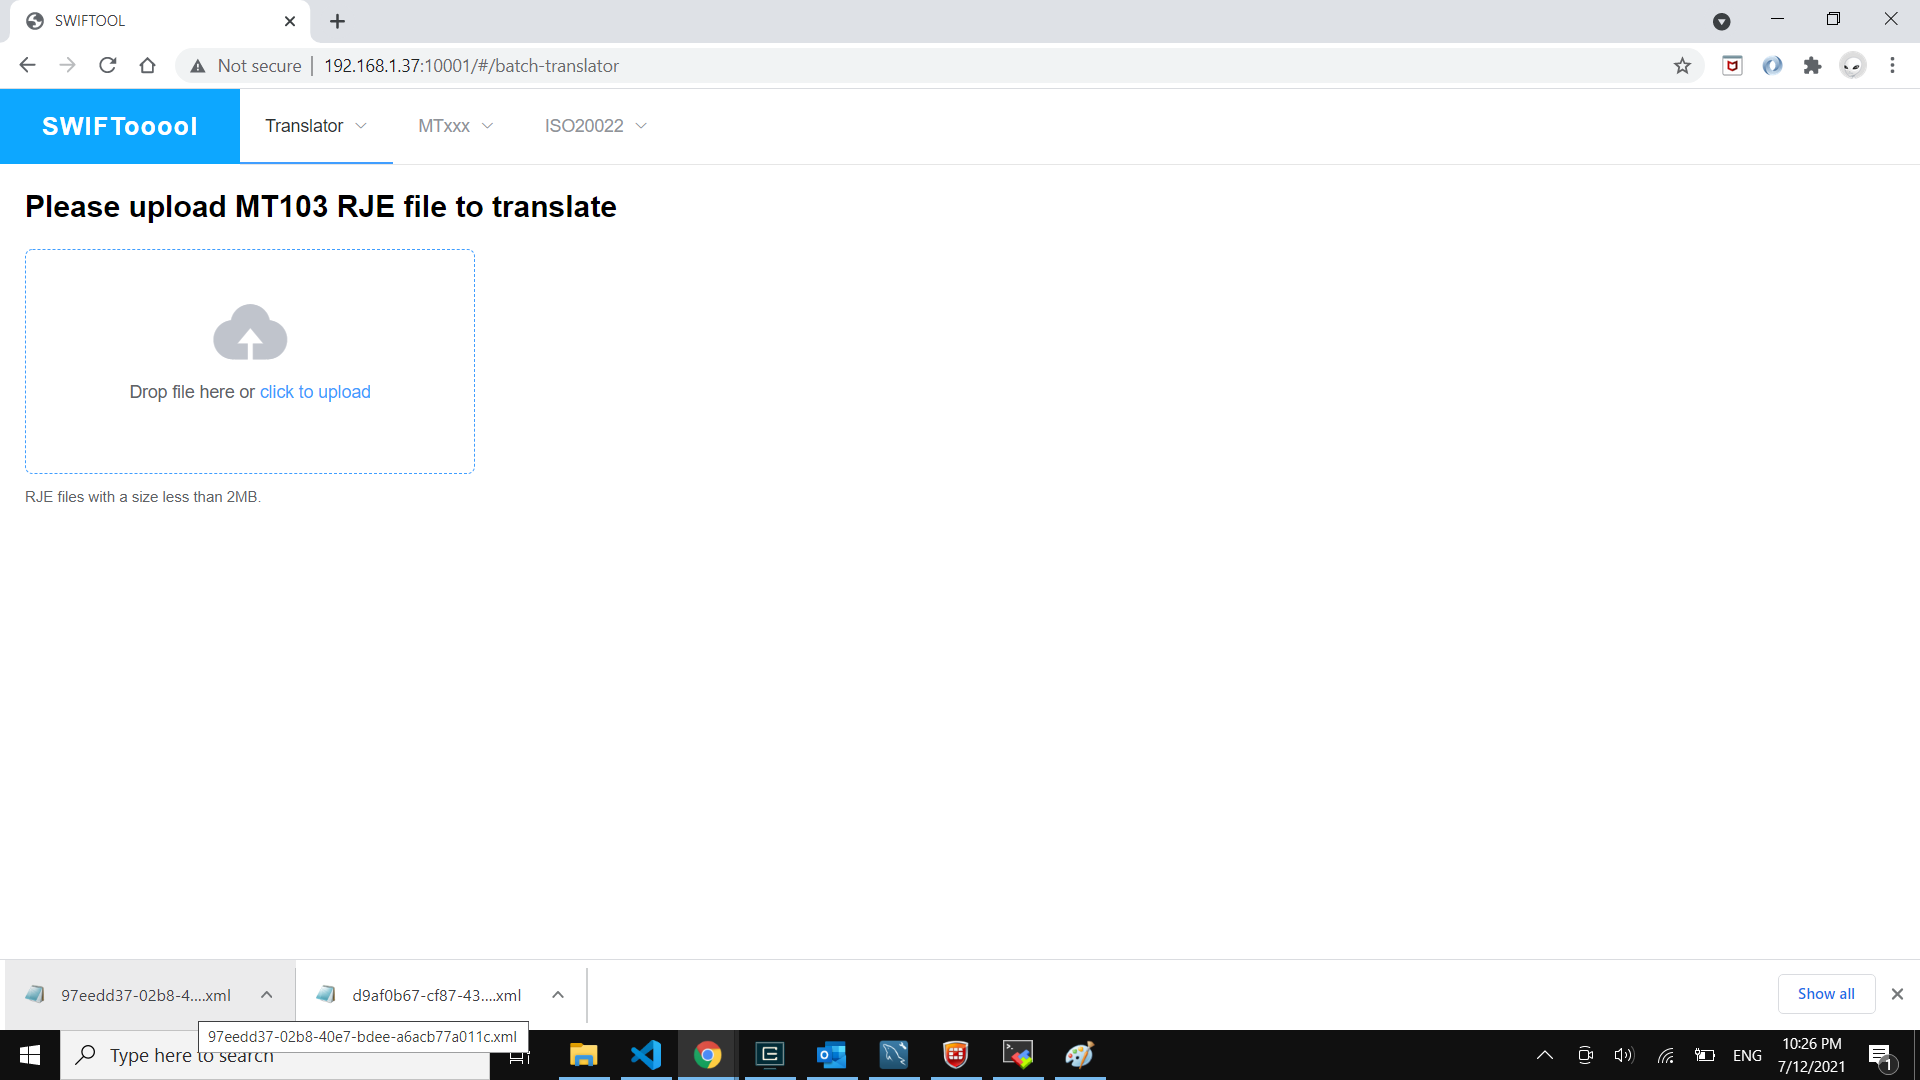 SWIFTOOL
Not secure
192.168.1.37:10001/#/batch-translator
SWIFTooool
Translator
MTxxx
ISO20022
Please upload MT103 RJE file to translate
Drop file here or click to upload
RJE files with a size less than 2MB.
97eedd37-02b8-4....xml
d9af0b67-cf87-43....xml
Show all
97eedd37-02b8-40e7-bdee-a6acb77a011c.xml
Type here to search
ENG
10:26 PM
7/12/2021
1